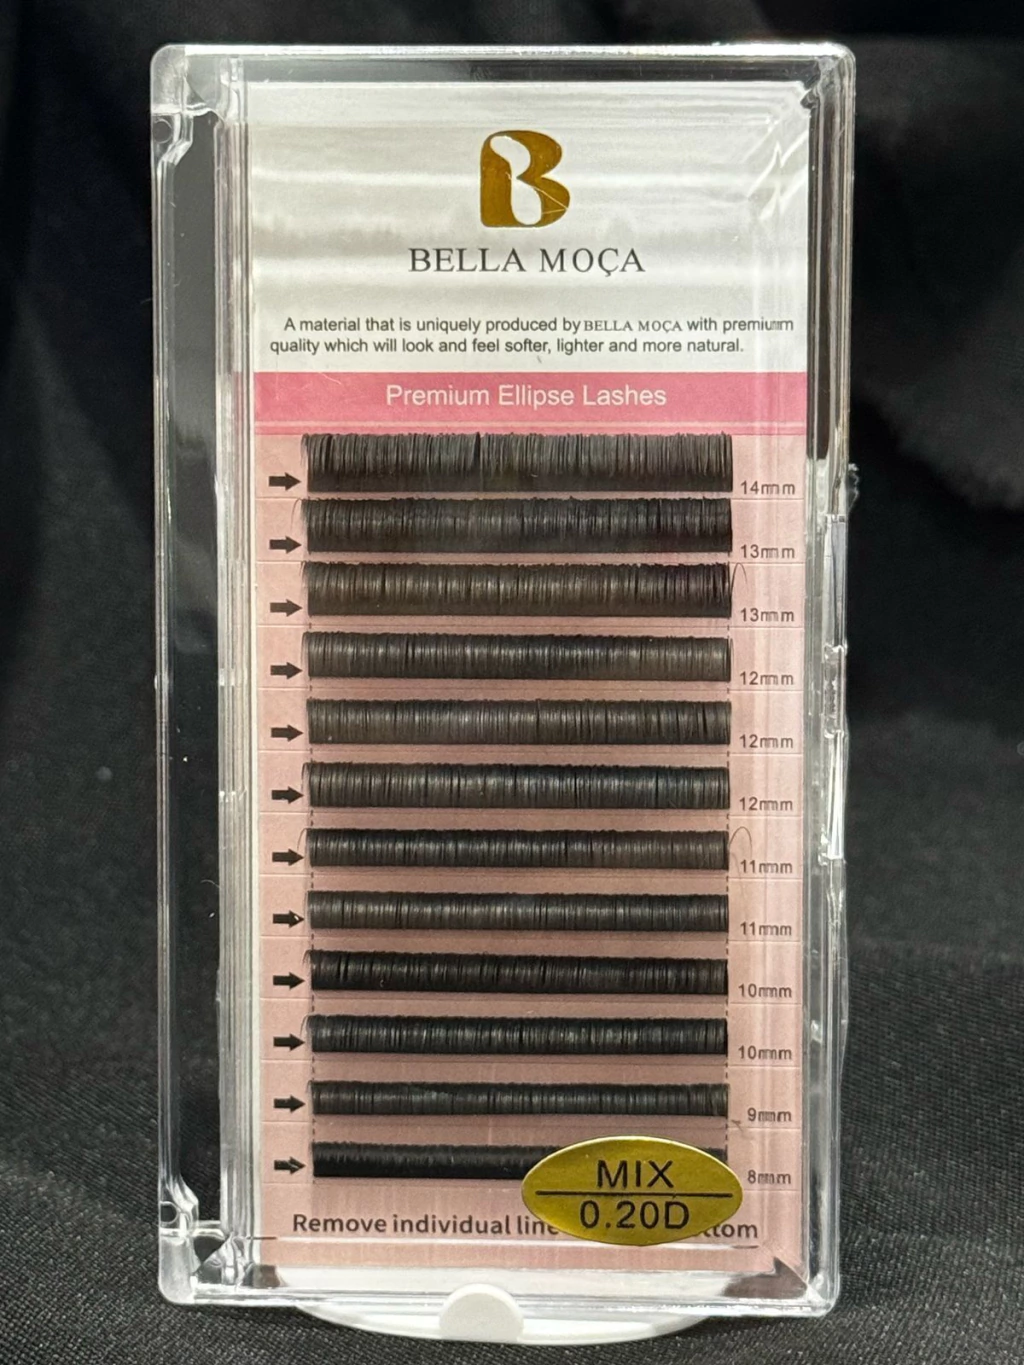 B
BELLA MOÇA
A material that is uniquely produced by BELLA MOÇA with premium
quality which will look and feel softer, lighter and more natural.
Premium Ellipse Lashes
14mm
13mm
13mm
12mm
12mm
12mm
11mm
11mm
10mm
10mm
9mm
8mm
MIX
0.20D
Remove individual line